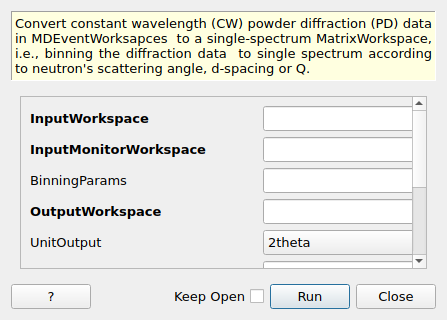 Convert constant wavelength (CW) powder diffraction (PD) data
in MDEventWorksapces to a single-spectrum MatrixWorkspace,
i.e., binning the diffraction data to single spectrum according
to neutron's scattering angle, d-spacing or Q.
InputWorkspace
InputMonitorWorkspace
BinningParams
OutputWorkspace
UnitOutput 2theta
? Keep Open Run Close